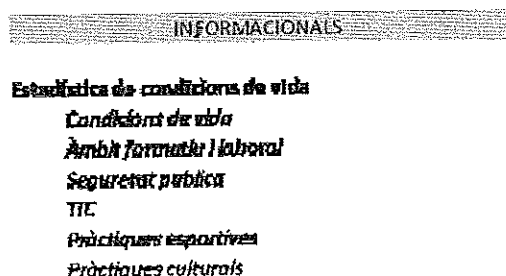 INFORMACIONALS
Estadística de condicions de vida
Condicions de vida
Àmbit formatiu i laboral
Seguretat pública
TIC
Pràctiques esportives
Pràctiques culturals